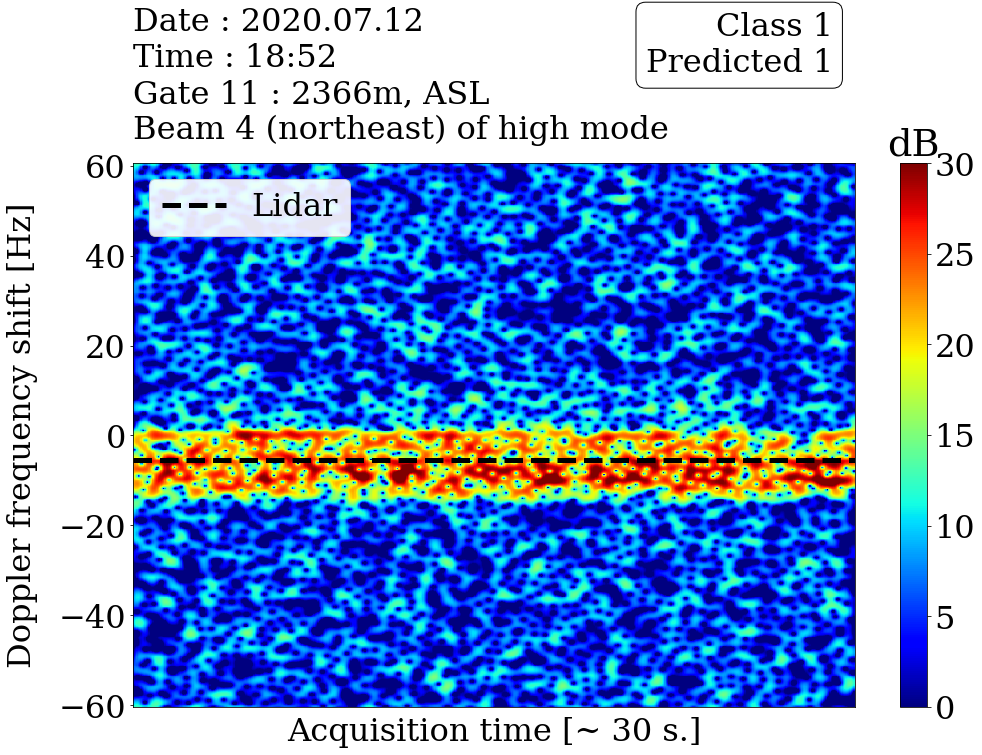 Date : 2020.07.12
Time : 18:52
Gate 11 : 2366m, ASL
Beam 4 (northeast) of high mode
Class 1
Predicted 1
dB
Lidar
60
40
20
0
−20
−40
−60
Doppler frequency shift [Hz]
Acquisition time [~ 30 s.]
30
25
20
15
10
5
0